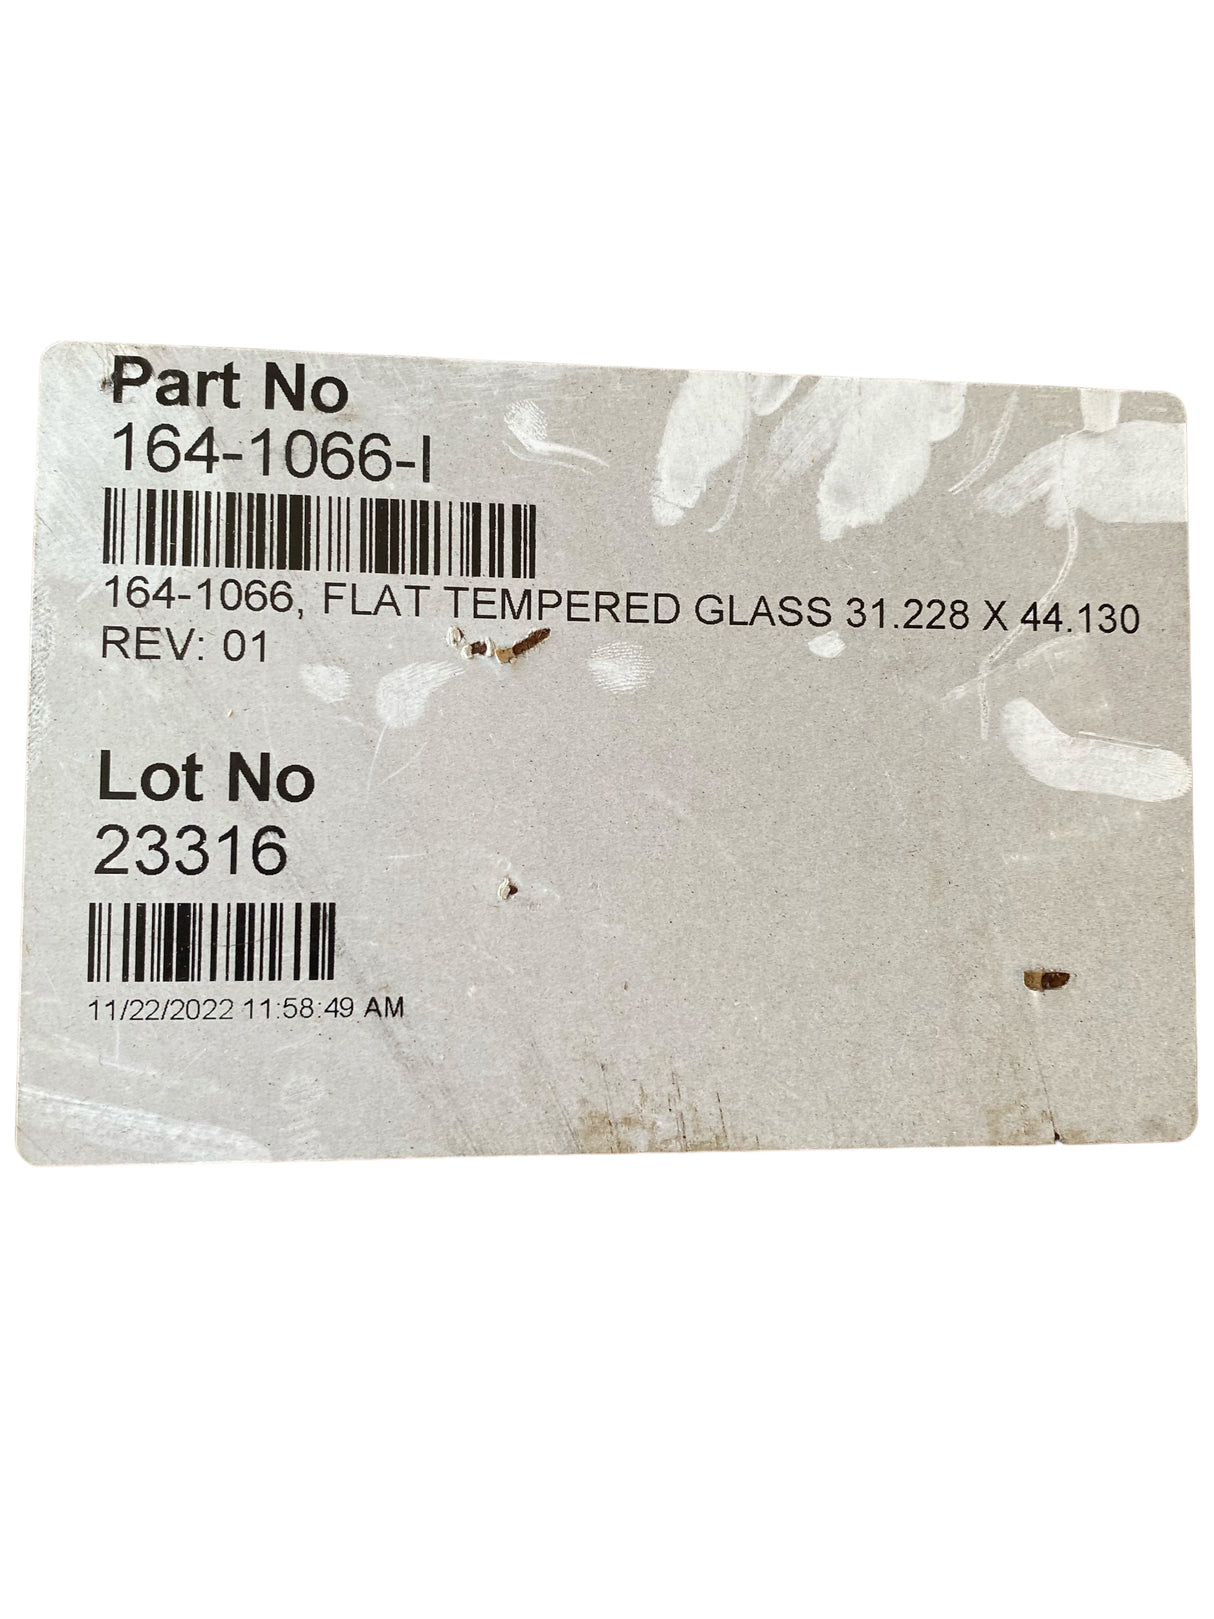 Part No
164-1066-I
164-1066, FLAT TEMPERED GLASS 31.228 X 44.130
REV: 01
Lot No
23316
11/22/2022 11:58:49 AM